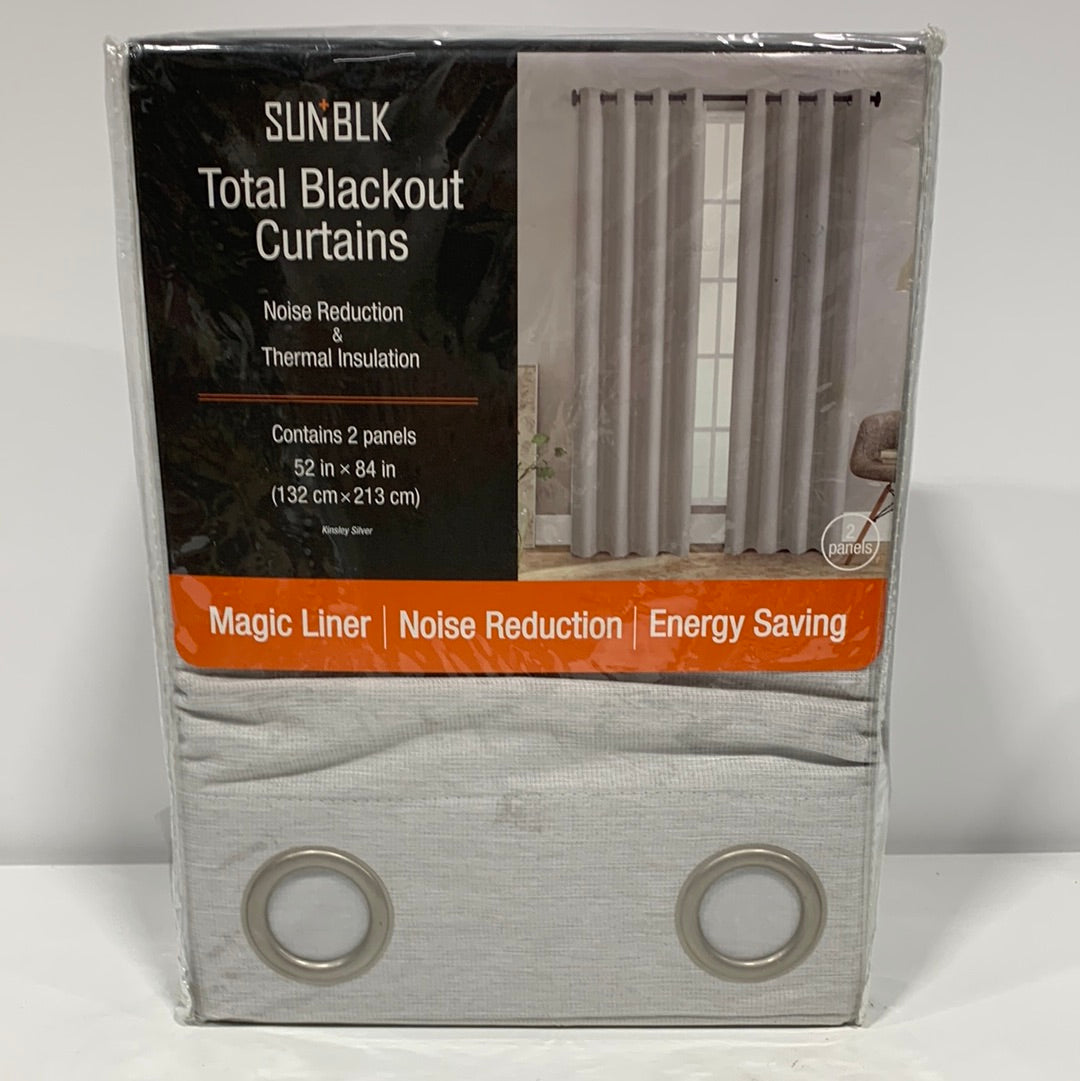 SUNBLK
Total Blackout
Curtains
Noise Reduction
&
Thermal Insulation
Contains 2 panels
52 in × 84 in
(132 cm×213 cm)
Kinsley Silver
2
panels
Magic Liner | Noise Reduction | Energy Saving